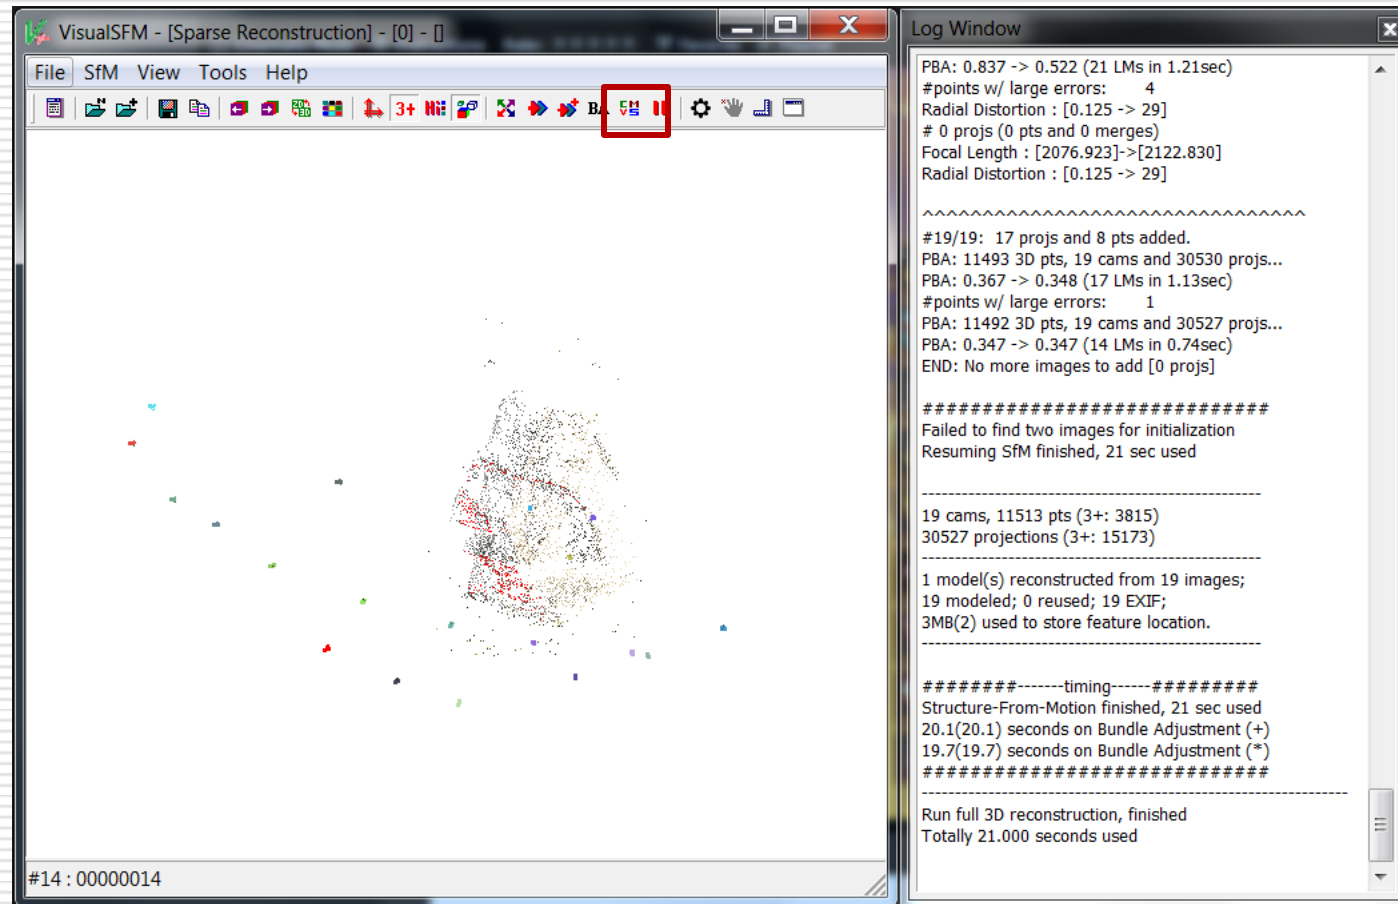 VisualSFM - [Sparse Reconstruction] - [0] - []
File SfM View Tools Help
3+ BA CM VS
#14 : 00000014
Log Window
PBA: 0.837 -> 0.522 (21 LMs in 1.21sec)
#points w/ large errors: 4
Radial Distortion : [0.125 -> 29]
# 0 projs (0 pts and 0 merges)
Focal Length : [2076.923]->[2122.830]
Radial Distortion : [0.125 -> 29]
^^^^^^^^^^^^^^^^^^^^^^^^^^^^^^^^
#19/19: 17 projs and 8 pts added.
PBA: 11493 3D pts, 19 cams and 30530 projs...
PBA: 0.367 -> 0.348 (17 LMs in 1.13sec)
#points w/ large errors: 1
PBA: 11492 3D pts, 19 cams and 30527 projs...
PBA: 0.347 -> 0.347 (14 LMs in 0.74sec)
END: No more images to add [0 projs]
#############################
Failed to find two images for initialization
Resuming SfM finished, 21 sec used
----------------------------------------------------
19 cams, 11513 pts (3+: 3815)
30527 projections (3+: 15173)
----------------------------------------------------
1 model(s) reconstructed from 19 images;
19 modeled; 0 reused; 19 EXIF;
3MB(2) used to store feature location.
----------------------------------------------------
########-------timing------#########
Structure-From-Motion finished, 21 sec used
20.1(20.1) seconds on Bundle Adjustment (+)
19.7(19.7) seconds on Bundle Adjustment (*)
#############################
-----------------------------------------------------------------
Run full 3D reconstruction, finished
Totally 21.000 seconds used